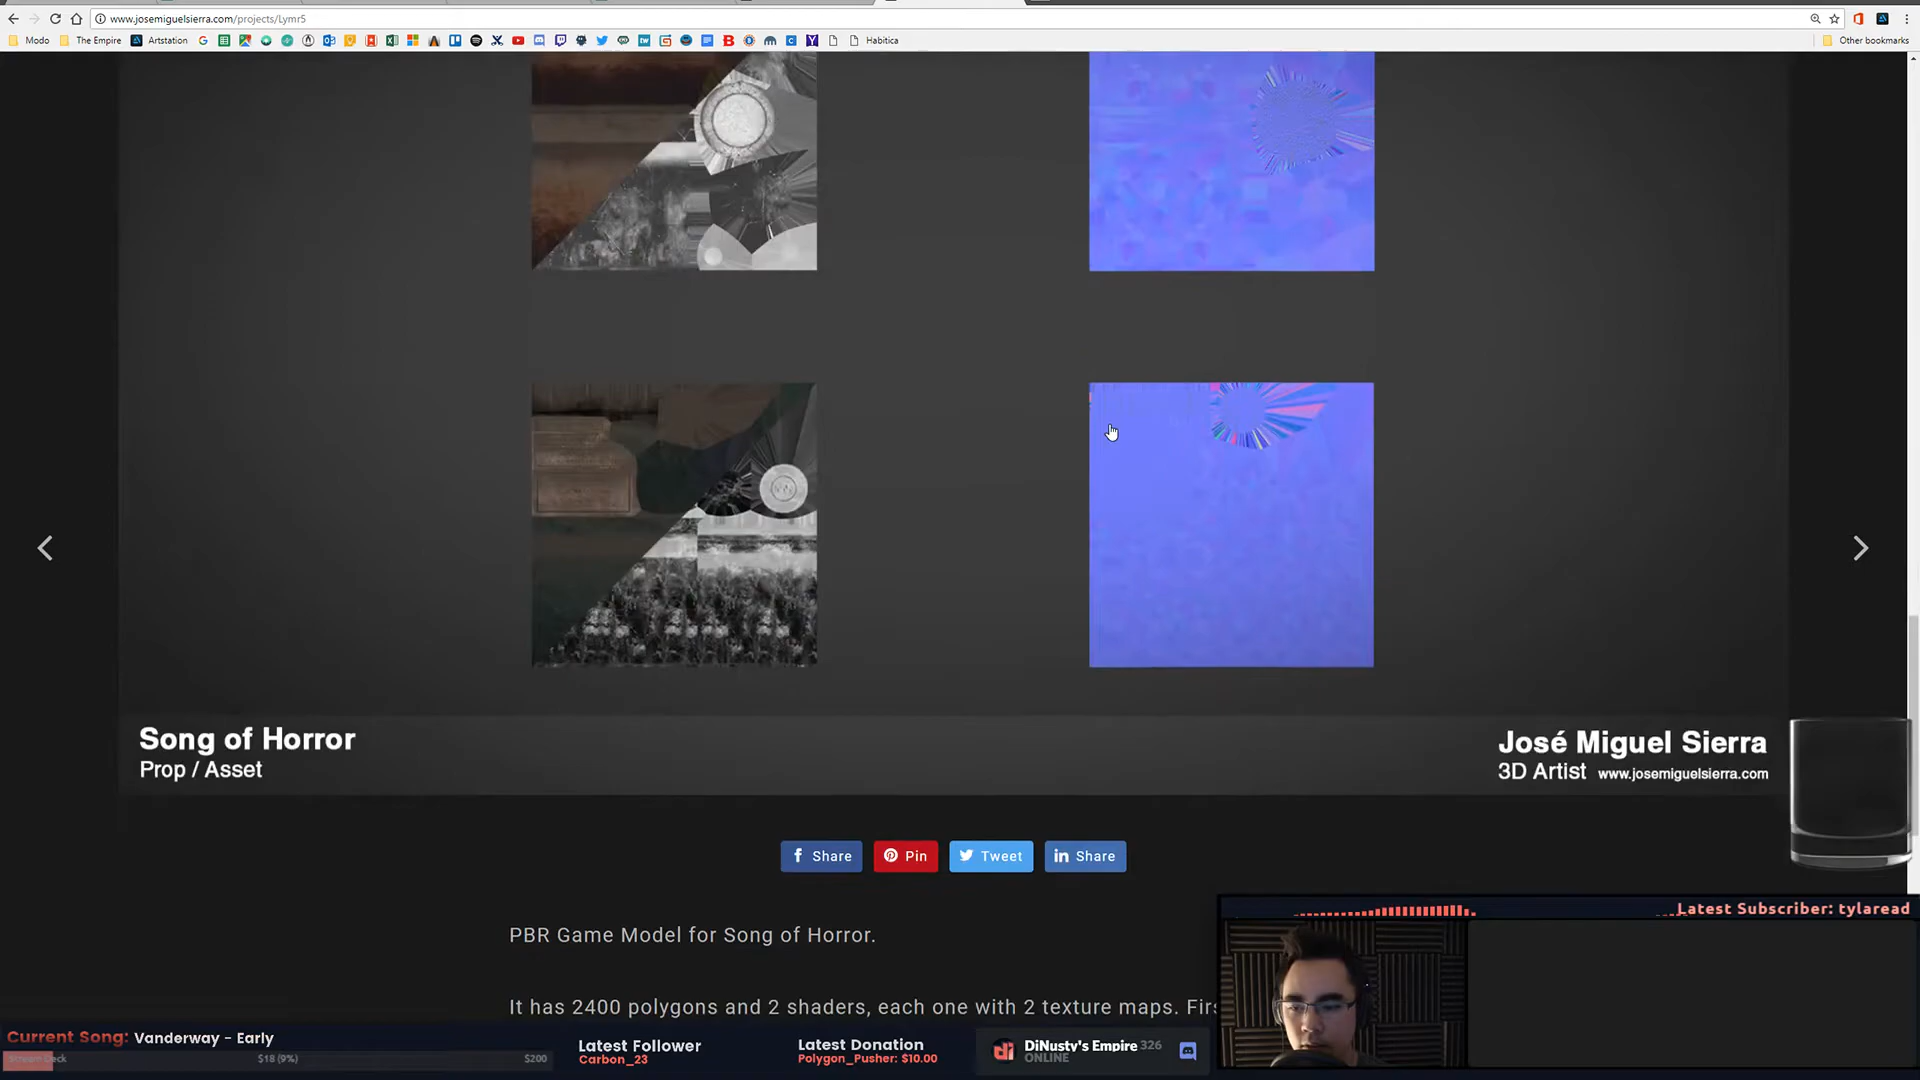 www.josemiguelsierra.com/projects/Lymr5
Modo
The Empire
Artstation
Habitica
Other bookmarks
Song of Horror
Prop / Asset
José Miguel Sierra
3D Artist www.josemiguelsierra.com
Share
Pin
Tweet
Share
PBR Game Model for Song of Horror.
It has 2400 polygons and 2 shaders, each one with 2 texture maps. Firs
Latest Subscriber: tylaread
Current Song: Vanderway - Early
Stream Deck
$18 (9%)
$200
Latest Follower
Carbon_23
Latest Donation
Polygon_Pusher: $10.00
DiNusty's Empire 326
ONLINE